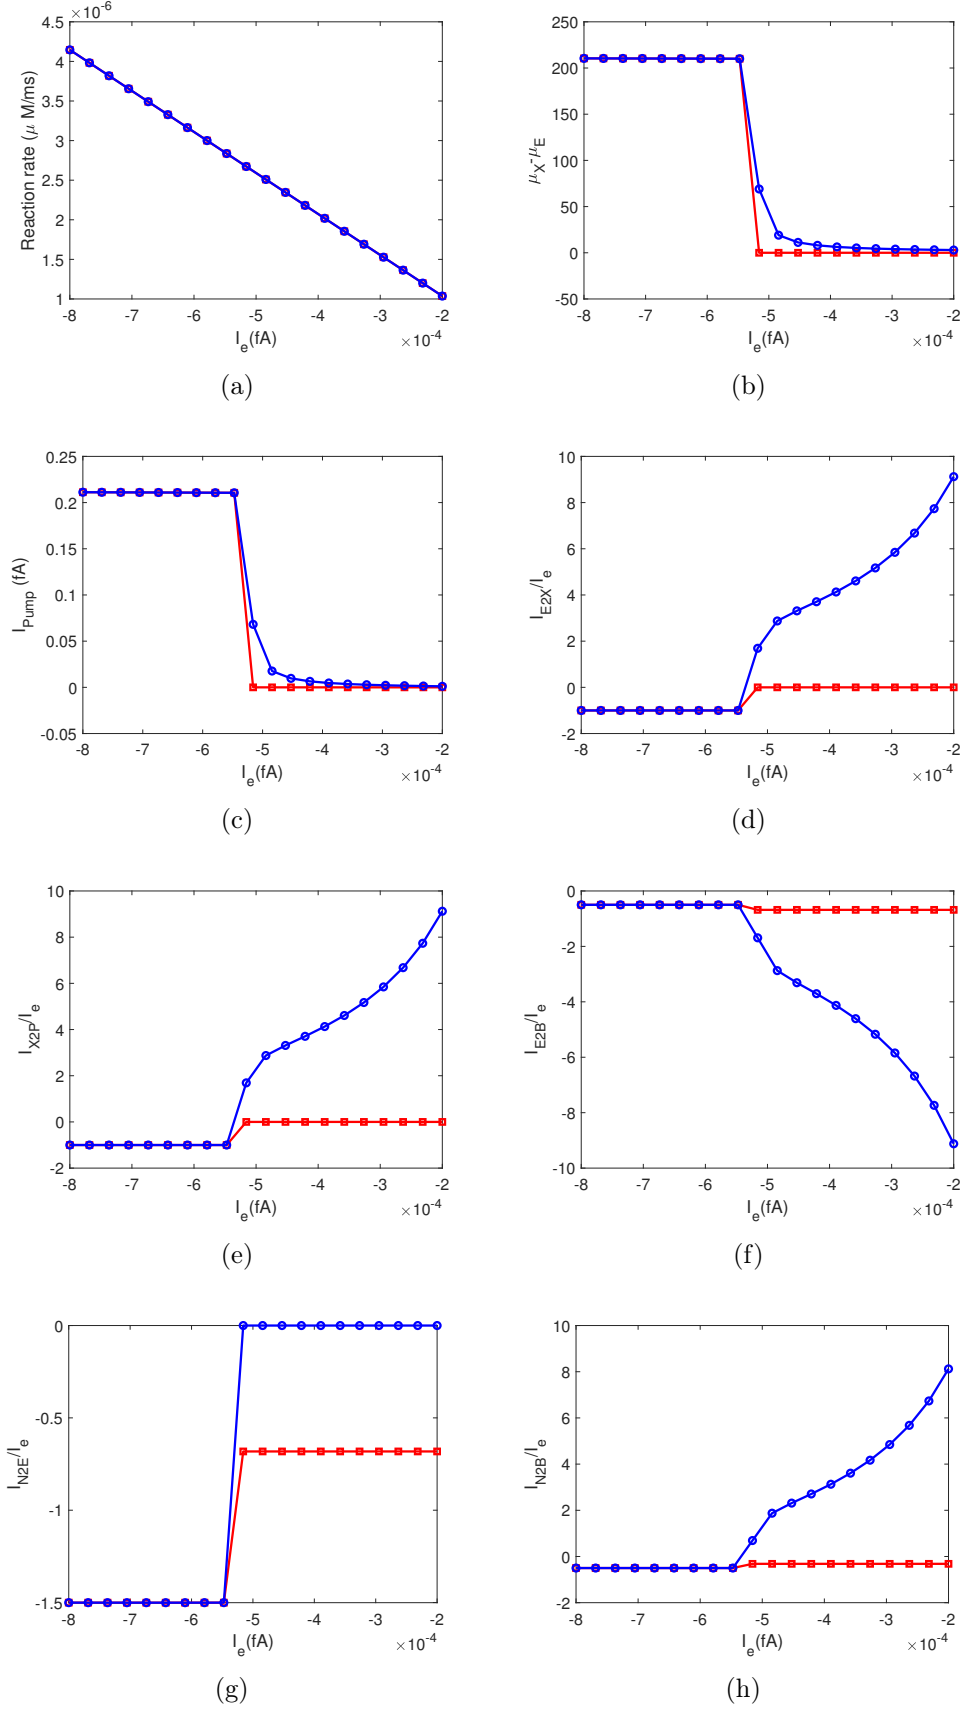 ×10⁻⁶
4.5
4
3.5
3
2.5
2
1.5
1
Reaction rate (μ M/ms)
-8 -7 -6 -5 -4 -3 -2
I_e(fA) ×10⁻⁴
(a)
250
200
150
100
50
0
-50
μ_X-μ_E
-8 -7 -6 -5 -4 -3 -2
I_e(fA) ×10⁻⁴
(b)
0.25
0.2
0.15
0.1
0.05
0
-0.05
I_Pump (fA)
-8 -7 -6 -5 -4 -3 -2
I_e(fA) ×10⁻⁴
(c)
10
8
6
4
2
0
-2
I_E2X/I_e
-8 -7 -6 -5 -4 -3 -2
I_e(fA) ×10⁻⁴
(d)
10
8
6
4
2
0
-2
I_X2P/I_e
-8 -7 -6 -5 -4 -3 -2
I_e(fA) ×10⁻⁴
(e)
0
-2
-4
-6
-8
-10
I_E2B/I_e
-8 -7 -6 -5 -4 -3 -2
I_e(fA) ×10⁻⁴
(f)
0
-0.5
-1
-1.5
I_N2E/I_e
-8 -7 -6 -5 -4 -3 -2
I_e(fA) ×10⁻⁴
(g)
10
8
6
4
2
0
-2
I_N2B/I_e
-8 -7 -6 -5 -4 -3 -2
I_e(fA) ×10⁻⁴
(h)